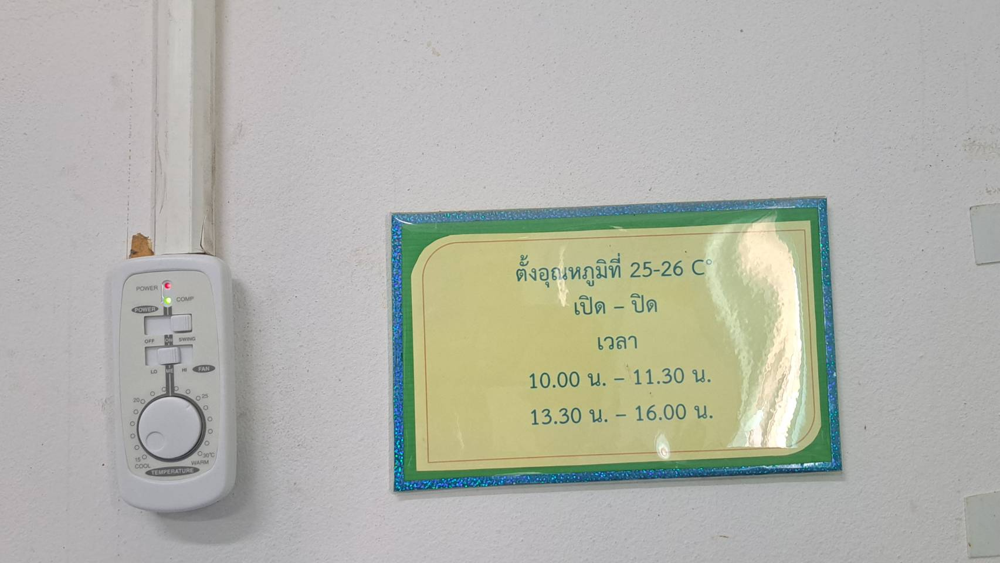 POWER
COMP
POWER
OFF ON SWING
LO ME HI FAN
20 25
15 30°C
COOL WARM
TEMPERATURE
ตั้งอุณหภูมิที่ 25-26 C°
เปิด – ปิด
เวลา
10.00 น. – 11.30 น.
13.30 น. – 16.00 น.